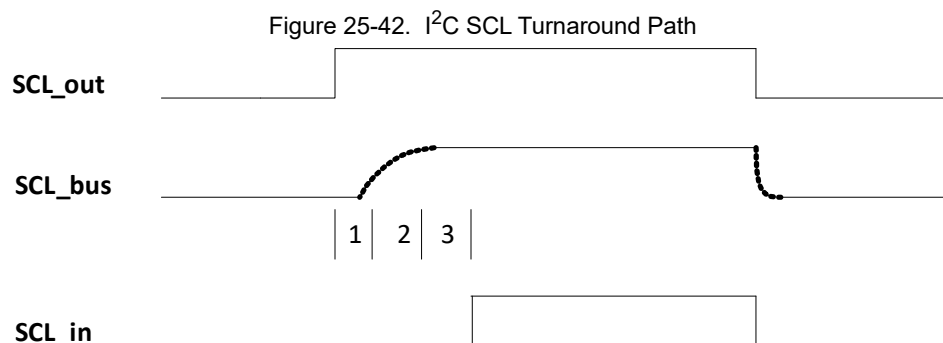 Figure 25-42. I²C SCL Turnaround Path
SCL_out
SCL_bus
1 2 3
SCL_in